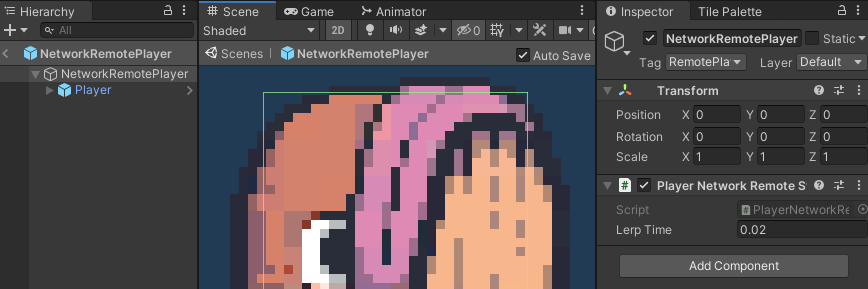 Hierarchy
All
NetworkRemotePlayer
NetworkRemotePlayer
Player
Scene
Game
Animator
Shaded
2D
0
Scenes
NetworkRemotePlayer
Auto Save
Inspector
Tile Palette
NetworkRemotePlayer
Static
Tag RemotePla
Layer Default
Transform
Position X 0 Y 0 Z 0
Rotation X 0 Y 0 Z 0
Scale X 1 Y 1 Z 1
# Player Network Remote S
Script PlayerNetworkRe
Lerp Time 0.02
Add Component